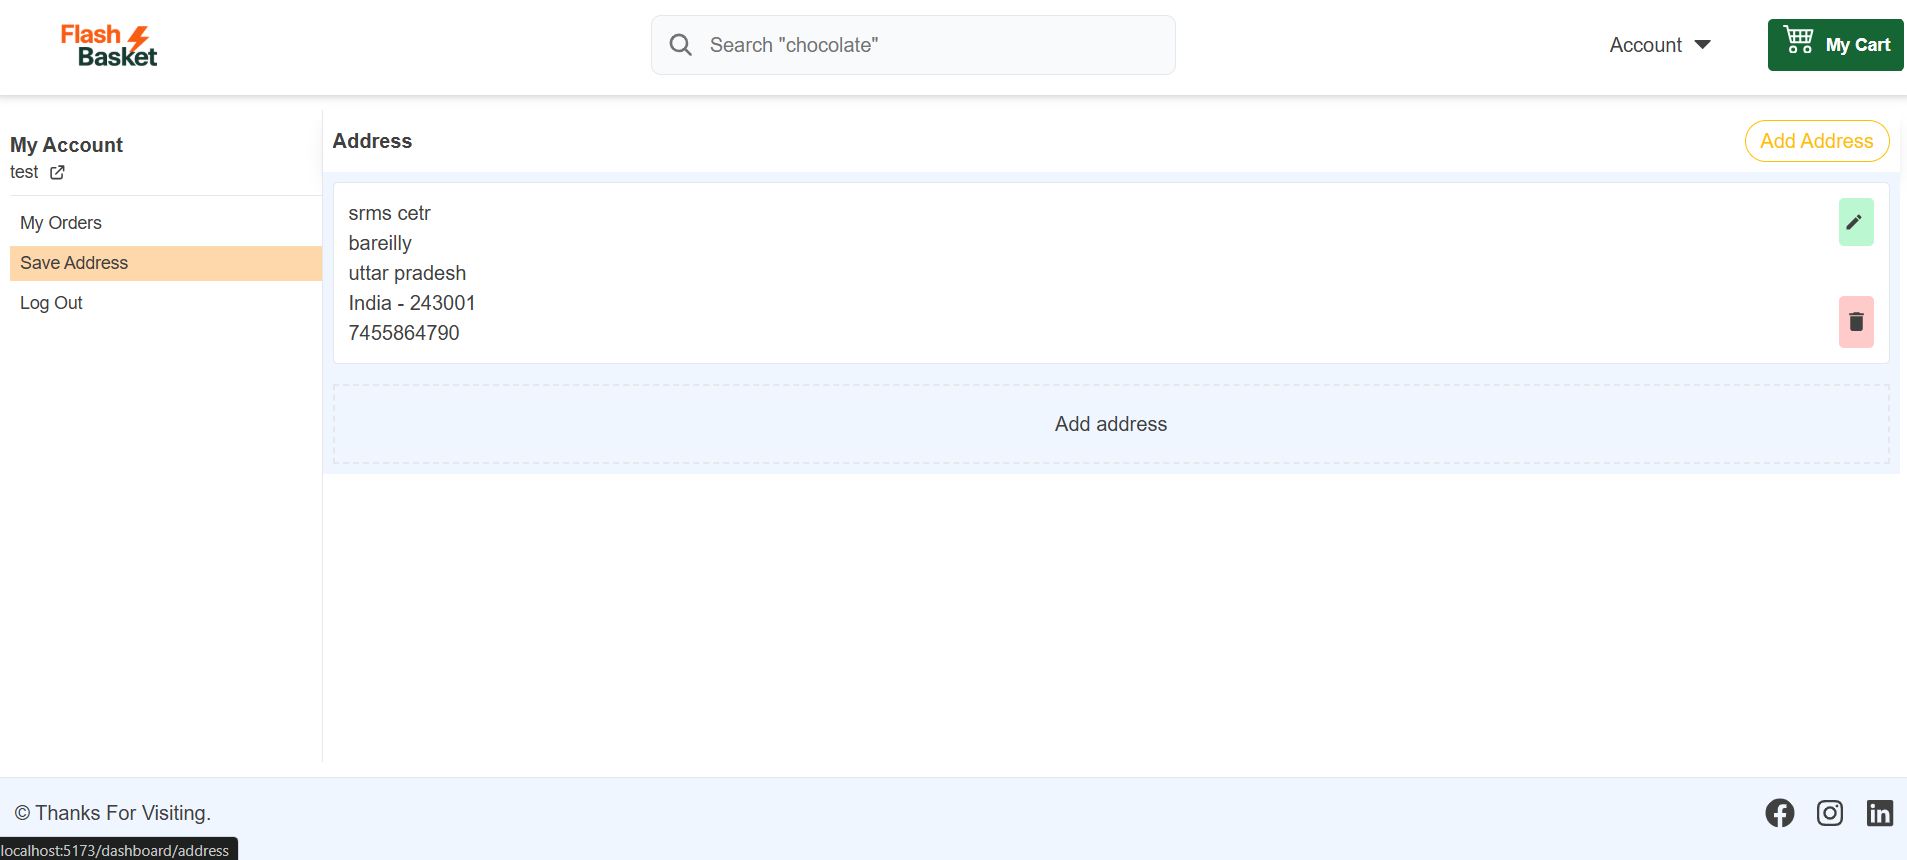 Flash
Basket
Search "chocolate"
Account
My Cart
My Account
test
My Orders
Save Address
Log Out
Address
Add Address
srms cetr
bareilly
uttar pradesh
India - 243001
7455864790
Add address
© Thanks For Visiting.
localhost:5173/dashboard/address